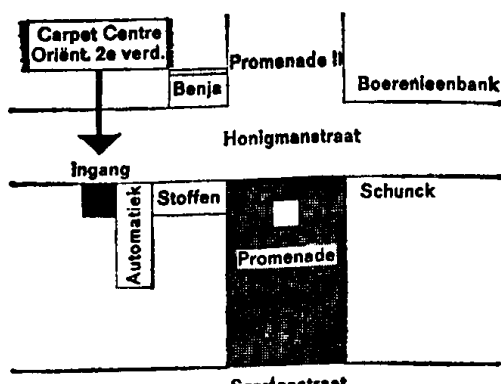 Carpet Centre
Oriënt. 2e verd.
Promenade II
Benja
Boerenleenbank
Honigmanstraat
Ingang
Automatiek
Stoffen
Schunck
Promenade